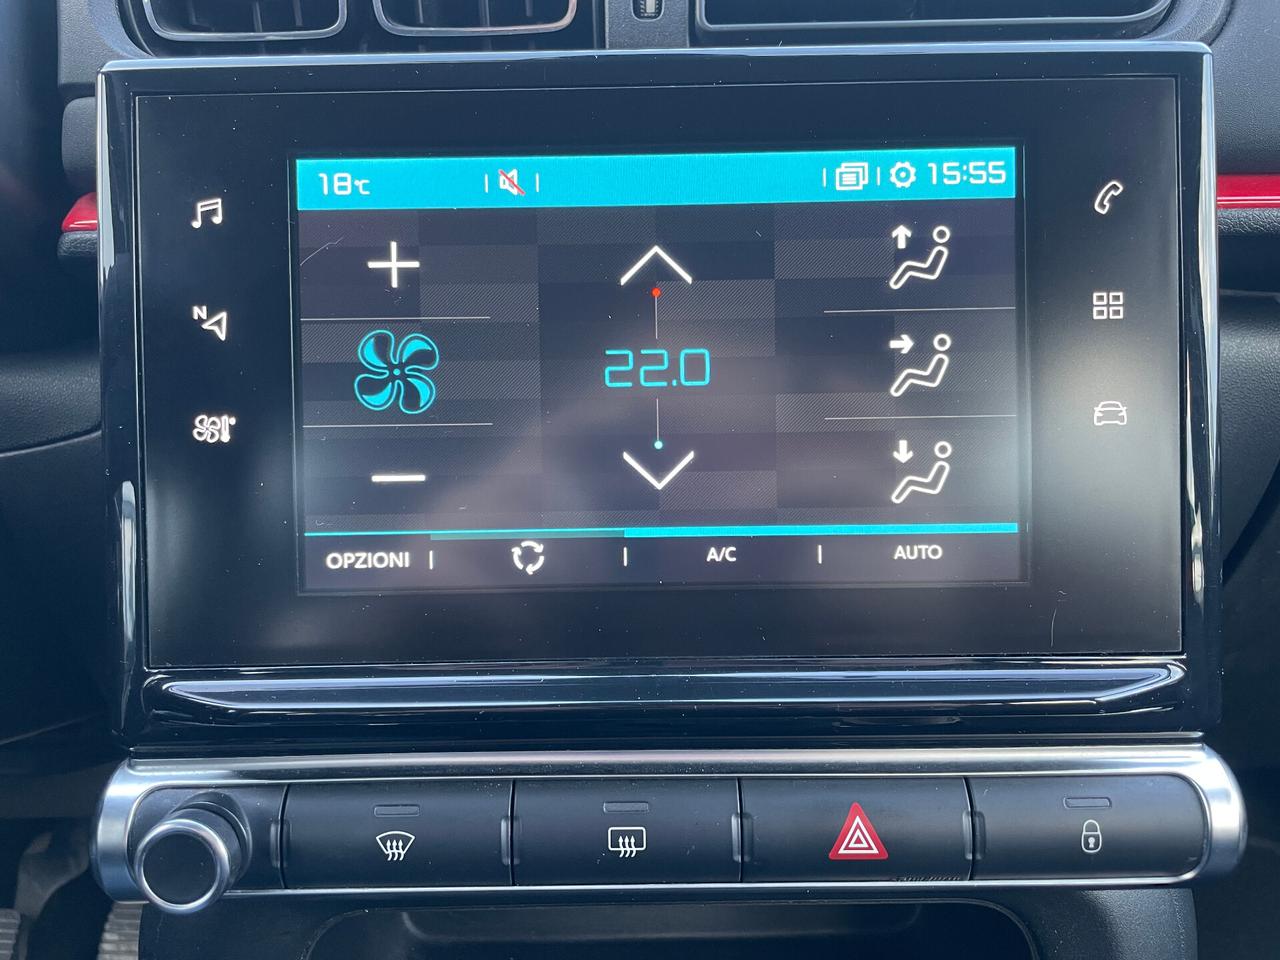 18°C 15:55
N
22.0
OPZIONI A/C AUTO